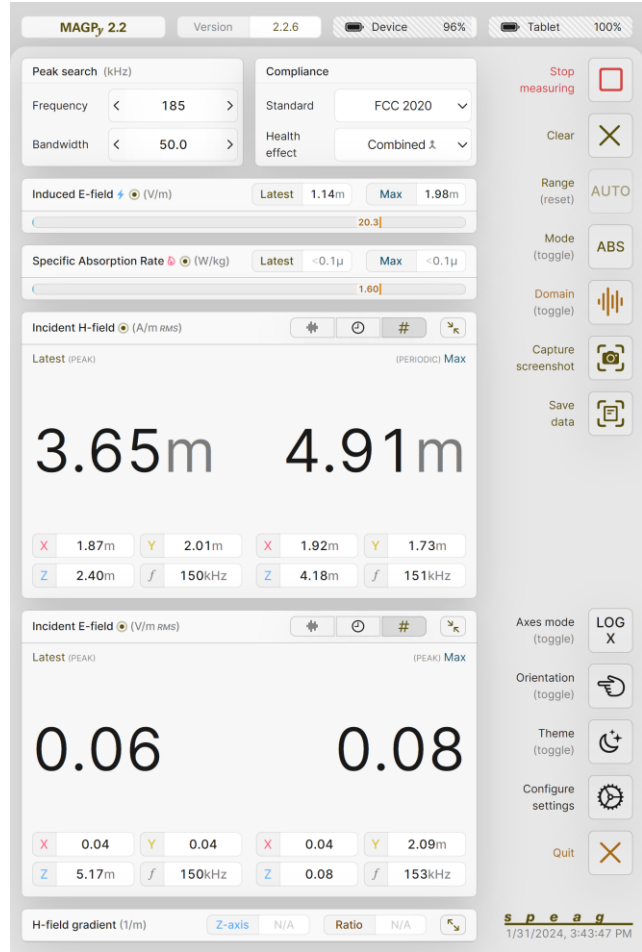 MAGPy 2.2 Version 2.2.6 Device 96% Tablet 100%
Peak search (kHz)
Frequency < 185 >
Bandwidth < 50.0 >
Compliance
Standard FCC 2020
Health effect Combined
Stop measuring
Clear
Range (reset) AUTO
Mode (toggle) ABS
Domain (toggle)
Capture screenshot
Save data
Induced E-field (V/m) Latest 1.14m Max 1.98m
20.3
Specific Absorption Rate (W/kg) Latest <0.1µ Max <0.1µ
1.60
Incident H-field (A/m RMS) #
Latest (PEAK) (PERIODIC) Max
3.65m 4.91m
X 1.87m Y 2.01m X 1.92m Y 1.73m
Z 2.40m f 150kHz Z 4.18m f 151kHz
Incident E-field (V/m RMS) #
Latest (PEAK) (PEAK) Max
0.06 0.08
X 0.04 Y 0.04 X 0.04 Y 2.09m
Z 5.17m f 150kHz Z 0.08 f 153kHz
H-field gradient (1/m) Z-axis N/A Ratio N/A
Axes mode (toggle) LOG X
Orientation (toggle)
Theme (toggle)
Configure settings
Quit
speag
1/31/2024, 3:43:47 PM